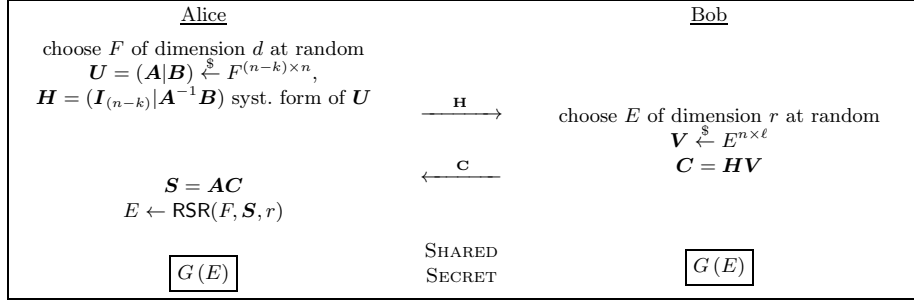 Alice
Bob
choose F of dimension d at random
U = (A|B) $← F^{(n−k)×n},
H = (I_{(n−k)}|A^{−1}B) syst. form of U
H
choose E of dimension r at random
V $← E^{n×ℓ}
C = HV
C
S = AC
E ← RSR(F, S, r)
G (E)
SHARED
SECRET
G (E)